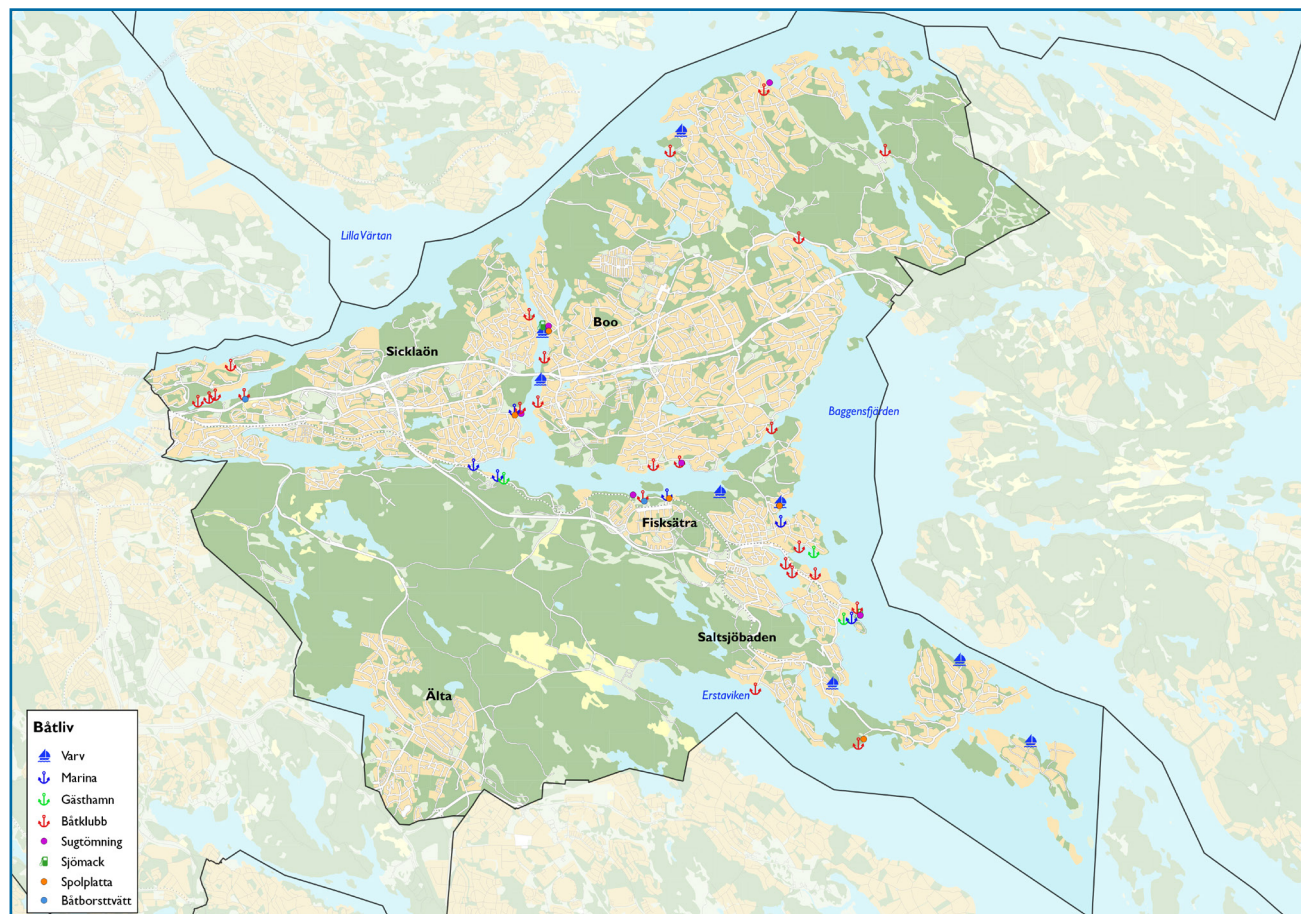 Lilla Värtan
Boo
Sicklaön
Baggensfjärden
Fisksätra
Saltsjöbaden
Älta
Erstaviken
Båtliv
Varv
Marina
Gästhamn
Båtklubb
Sugtömning
Sjömack
Spolplatta
Båtborsttvätt